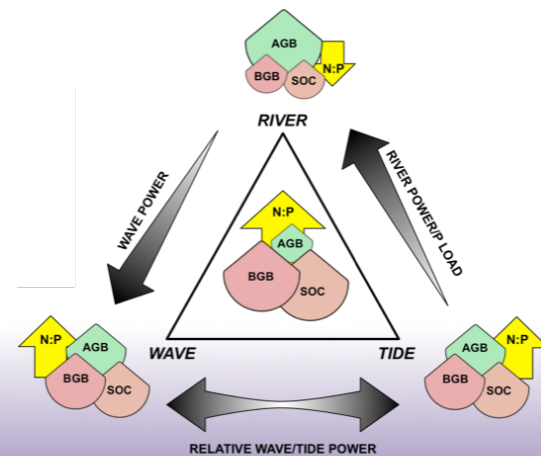 AGB
BGB
SOC
N:P
RIVER
WAVE POWER
RIVER POWER/P LOAD
N:P
AGB
BGB
SOC
WAVE
TIDE
N:P
AGB
BGB
SOC
AGB
N:P
BGB
SOC
RELATIVE WAVE/TIDE POWER